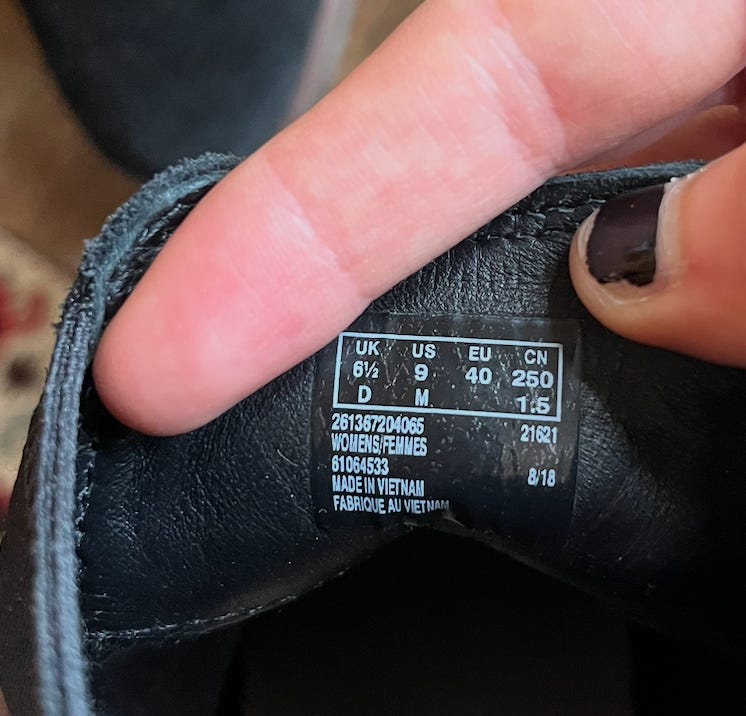 UK US EU CN
6½ 9 40 250
D M 1.5
261367204065 21621
WOMENS/FEMMES
61064533 8/18
MADE IN VIETNAM
FABRIQUE AU VIETNAM